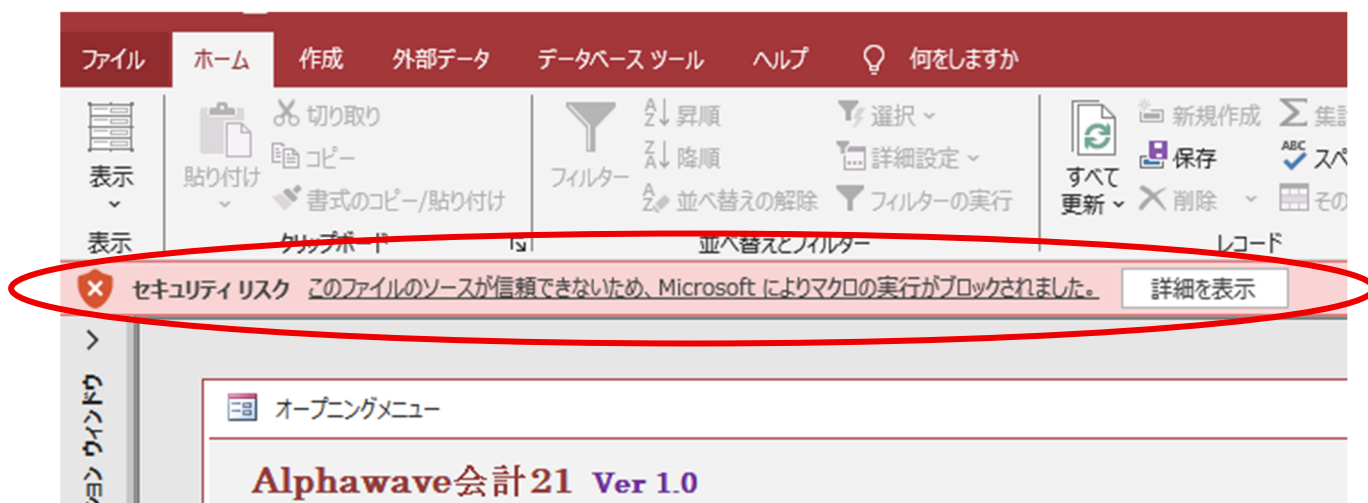 ファイル ホーム 作成 外部データ データベース ツール ヘルプ 何をしますか
切り取り 昇順 選択 新規作成
コピー 降順 詳細設定 保存
表示 貼り付け フィルター すべて更新
書式のコピー/貼り付け 並べ替えの解除 フィルターの実行 削除
表示 クリップボード 並べ替えとフィルター レコード
セキュリティ リスク このファイルのソースが信頼できないため、Microsoft によりマクロの実行がブロックされました。 詳細を表示
オープニングメニュー
Alphawave会計21 Ver 1.0